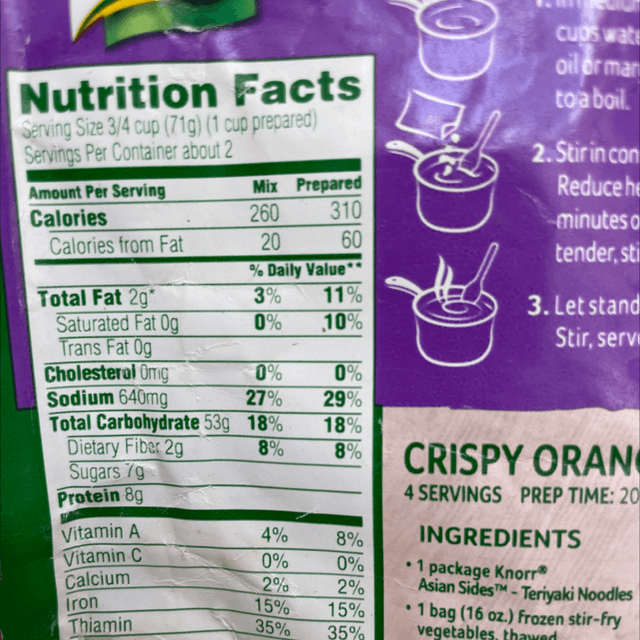 Nutrition Facts
Serving Size 3/4 cup (71g) (1 cup prepared)
Servings Per Container about 2
Amount Per Serving Mix Prepared
Calories 260 310
Calories from Fat 20 60
% Daily Value**
Total Fat 2g* 3% 11%
Saturated Fat 0g 0% 10%
Trans Fat 0g
Cholesterol 0mg 0% 0%
Sodium 640mg 27% 29%
Total Carbohydrate 53g 18% 18%
Dietary Fiber 2g 8% 8%
Sugars 7g
Protein 8g
Vitamin A 4% 8%
Vitamin C 0% 0%
Calcium 2% 2%
Iron 15% 15%
Thiamin 35% 35%
1.
cups wat
oil or mar
to a boil.
2. Stir in con
Reduce h
minutes o
tender, sti
3. Let stand
Stir, serv
CRISPY ORAN
4 SERVINGS PREP TIME: 20
INGREDIENTS
• 1 package Knorr®
Asian Sides™ - Teriyaki Noodles
• 1 bag (16 oz.) frozen stir-fry
vegetables, thawed